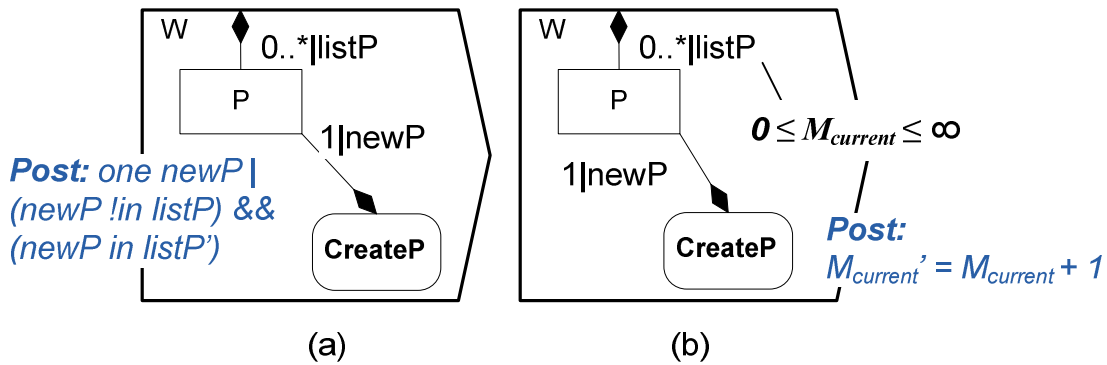 W
0..*|listP
P
1|newP
Post: one newP |
(newP !in listP) &&
(newP in listP’)
CreateP
(a)
W
0..*|listP
P
0 ≤ Mcurrent ≤ ∞
1|newP
CreateP
Post:
Mcurrent’ = Mcurrent + 1
(b)